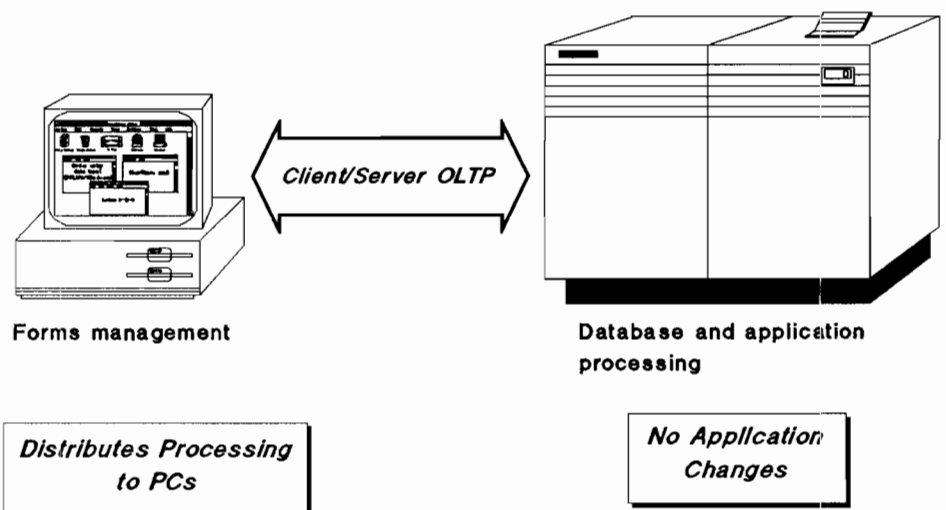 Client/Server OLTP
Forms management
Database and application
processing
Distributes Processing
to PCs
No Application
Changes